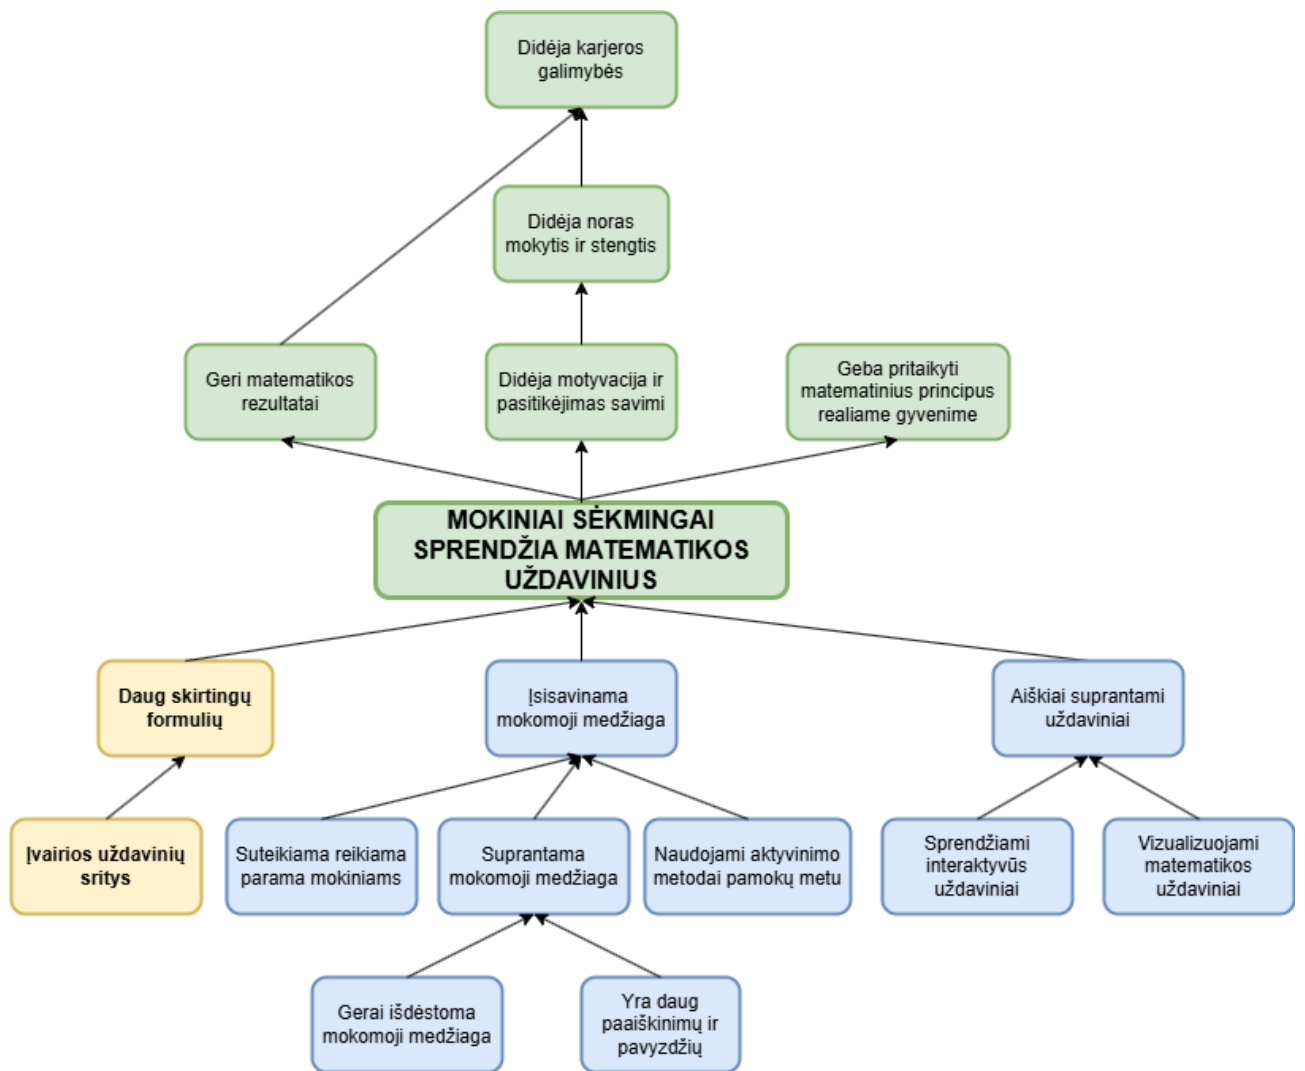 Didėja karjeros
galimybės
Didėja noras
mokytis ir stengtis
Geri matematikos
rezultatai
Didėja motyvacija ir
pasitikėjimas savimi
Geba pritaikyti
matematinius principus
realiame gyvenime
MOKINIAI SĖKMINGAI
SPRENDŽIA MATEMATIKOS
UŽDAVINIUS
Daug skirtingų
formulių
Įsisavinama
mokomoji medžiaga
Aiškiai suprantami
uždaviniai
Įvairios uždavinių
sritys
Suteikiama reikiama
parama mokiniams
Suprantama
mokomoji medžiaga
Naudojami aktyvinimo
metodai pamokų metu
Sprendžiami
interaktyvūs
uždaviniai
Vizualizuojami
matematikos
uždaviniai
Gerai išdėstoma
mokomoji medžiaga
Yra daug
paaiškinimų ir
pavyzdžių